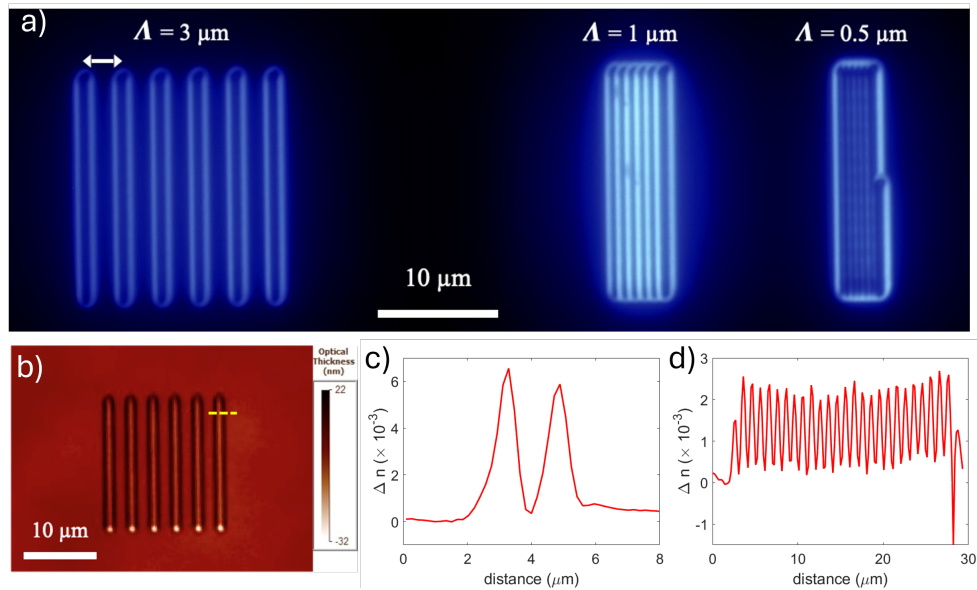 a)
Λ = 3 μm
Λ = 1 μm
Λ = 0.5 μm
10 μm
b)
Optical
Thickness
(nm)
22
-32
10 μm
c)
6
4
2
0
Δ n (× 10⁻³)
0
2
4
6
8
distance (μm)
d)
3
2
1
0
-1
Δ n (× 10⁻³)
0
10
20
30
distance (μm)